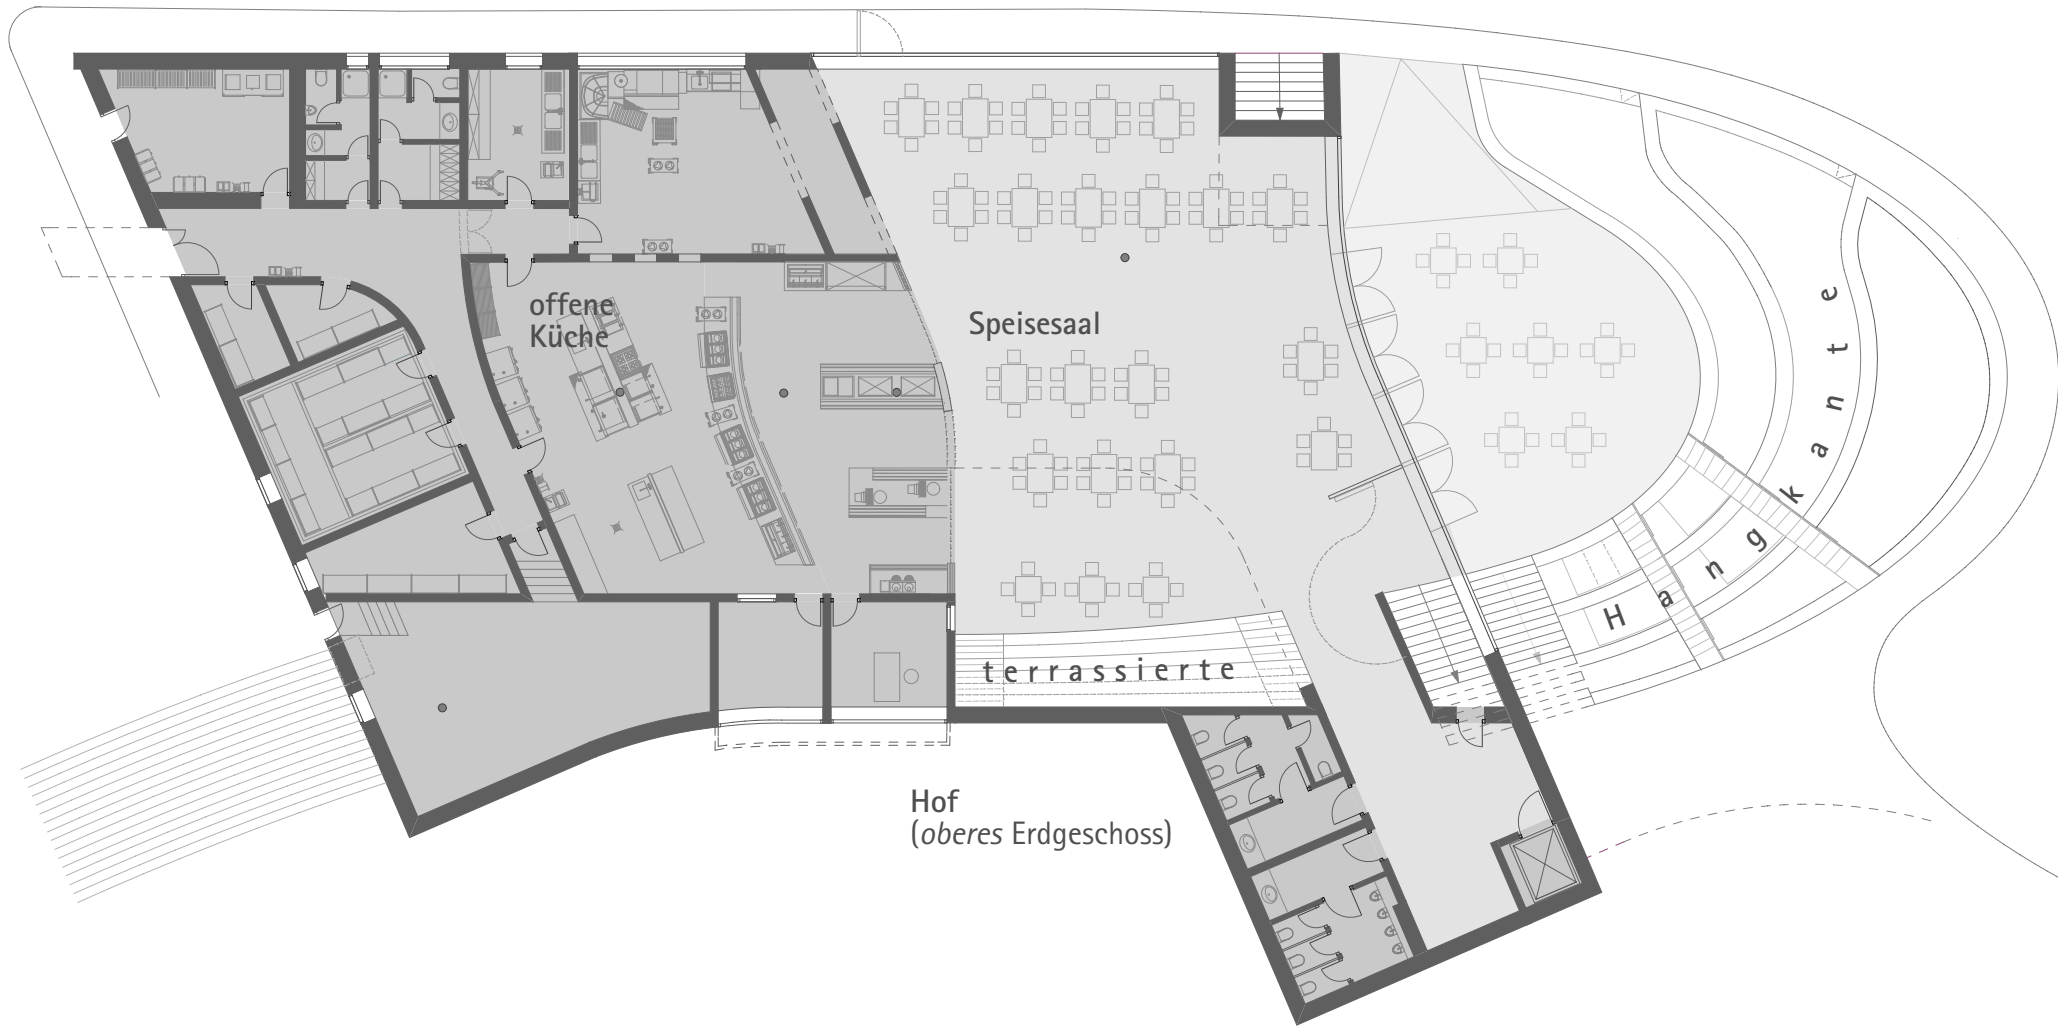 offene
Küche
Speisesaal
terrassierte
Hangkante
Hof
(oberes Erdgeschoss)